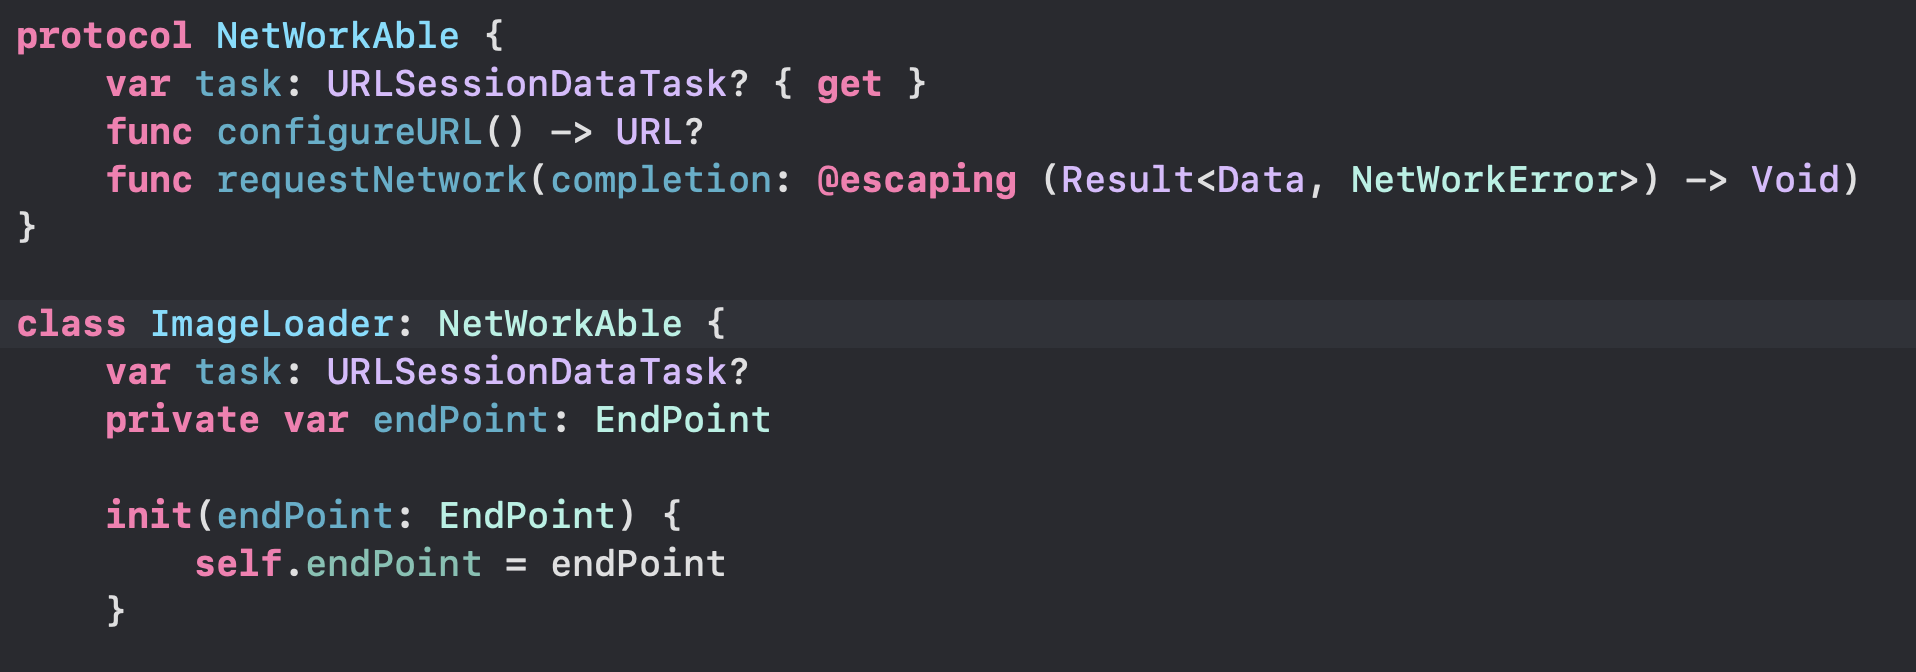 protocol NetWorkAble {
    var task: URLSessionDataTask? { get }
    func configureURL() -> URL?
    func requestNetwork(completion: @escaping (Result<Data, NetWorkError>) -> Void)
}

class ImageLoader: NetWorkAble {
    var task: URLSessionDataTask?
    private var endPoint: EndPoint

    init(endPoint: EndPoint) {
        self.endPoint = endPoint
    }